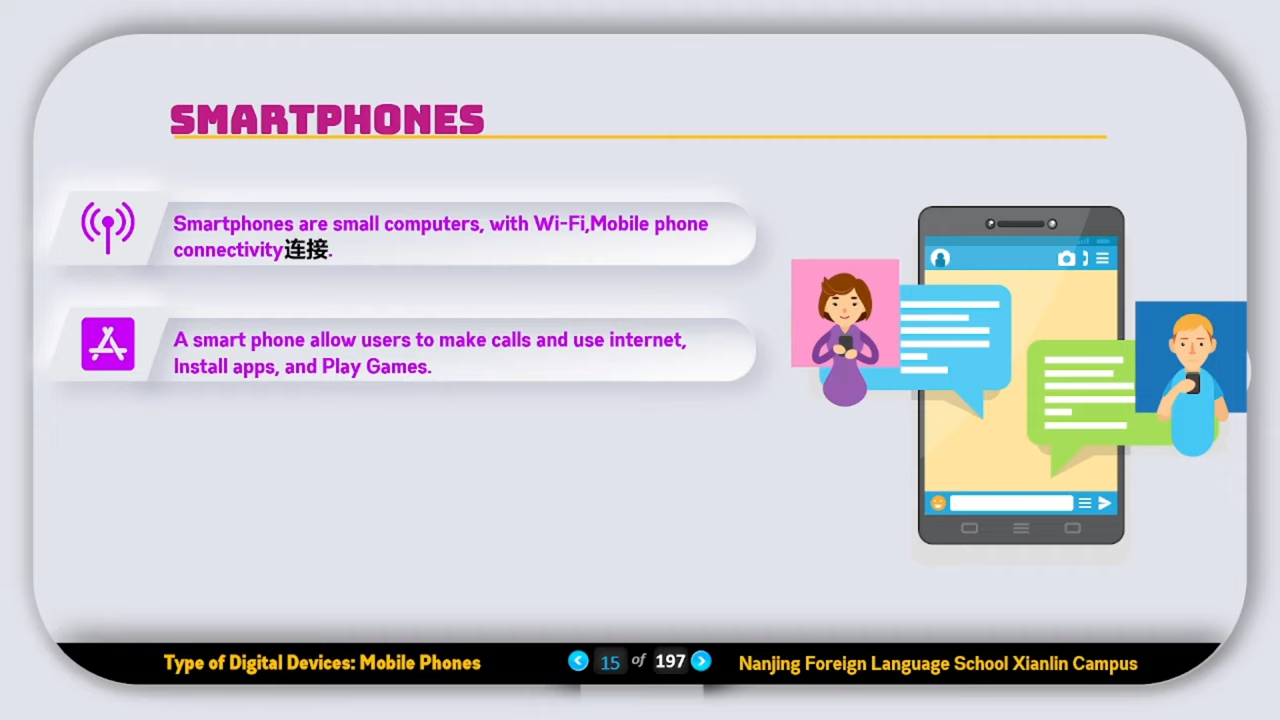 SMARTPHONES
Smartphones are small computers, with Wi-Fi,Mobile phone
connectivity连接.
A smart phone allow users to make calls and use internet,
Install apps, and Play Games.
Type of Digital Devices: Mobile Phones
15 of 197
Nanjing Foreign Language School Xianlin Campus